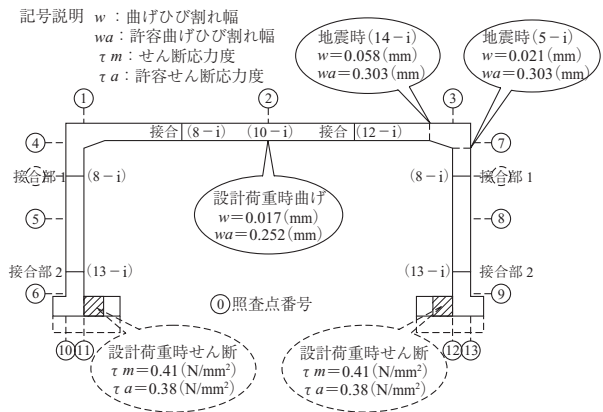 記号説明 w：曲げひび割れ幅
wa：許容曲げひび割れ幅
τm：せん断応力度
τa：許容せん断応力度
地震時(14-i)
w=0.058(mm)
wa=0.303(mm)
地震時(5-i)
w=0.021(mm)
wa=0.303(mm)
① ② ③
④ 接合 (8-i) (10-i) 接合 (12-i) ⑦
接合部1 (8-i) (8-i) 接合部1
設計荷重時曲げ
w=0.017(mm)
wa=0.252(mm)
⑤ ⑧
接合部2 (13-i) (13-i) 接合部2
⑥ ⓪照査点番号 ⑨
⑩⑪ ⑫⑬
設計荷重時せん断
τm=0.41(N/mm²)
τa=0.38(N/mm²)
設計荷重時せん断
τm=0.41(N/mm²)
τa=0.38(N/mm²)